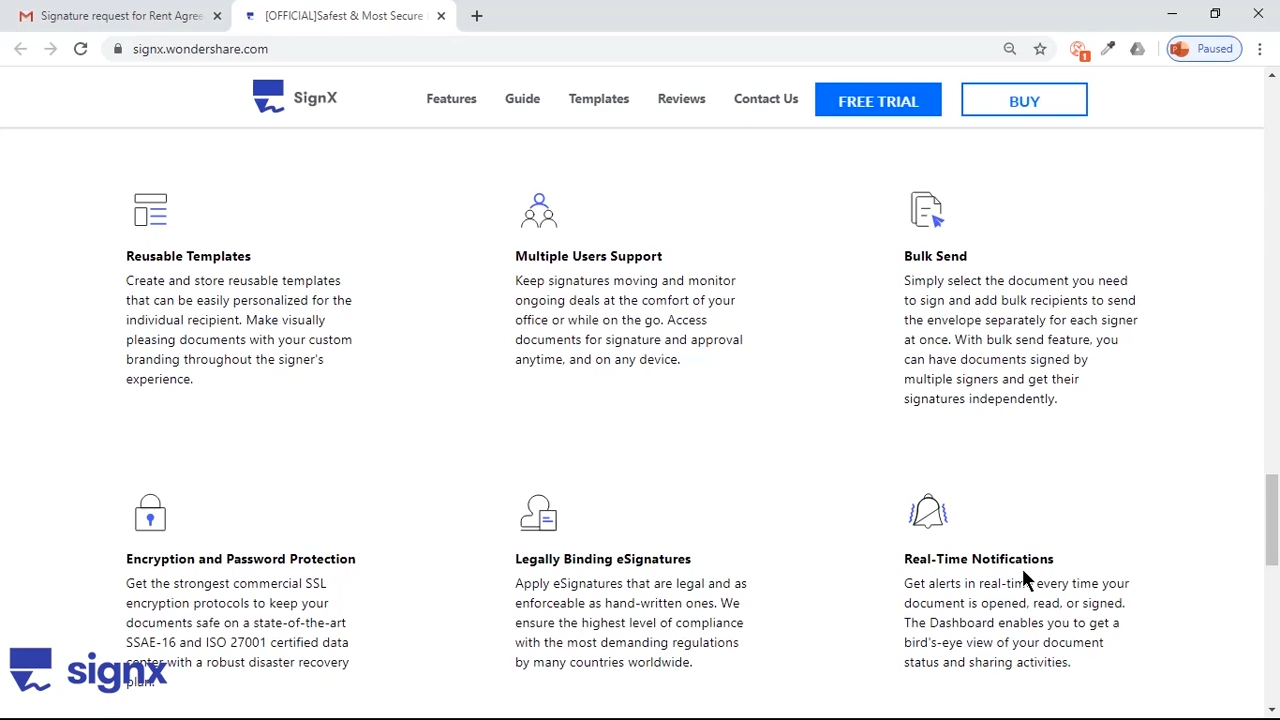 Signature request for Rent Agree
[OFFICIAL]Safest & Most Secure
signx.wondershare.com
1
Paused
SignX
Features
Guide
Templates
Reviews
Contact Us
FREE TRIAL
BUY
Reusable Templates
Create and store reusable templates
that can be easily personalized for the
individual recipient. Make visually
pleasing documents with your custom
branding throughout the signer's
experience.
Multiple Users Support
Keep signatures moving and monitor
ongoing deals at the comfort of your
office or while on the go. Access
documents for signature and approval
anytime, and on any device.
Bulk Send
Simply select the document you need
to sign and add bulk recipients to send
the envelope separately for each signer
at once. With bulk send feature, you
can have documents signed by
multiple signers and get their
signatures independently.
Encryption and Password Protection
Get the strongest commercial SSL
encryption protocols to keep your
documents safe on a state-of-the-art
SSAE-16 and ISO 27001 certified data
center with a robust disaster recovery
plan.
Legally Binding eSignatures
Apply eSignatures that are legal and as
enforceable as hand-written ones. We
ensure the highest level of compliance
with the most demanding regulations
by many countries worldwide.
Real-Time Notifications
Get alerts in real-time every time your
document is opened, read, or signed.
The Dashboard enables you to get a
bird's-eye view of your document
status and sharing activities.
signx